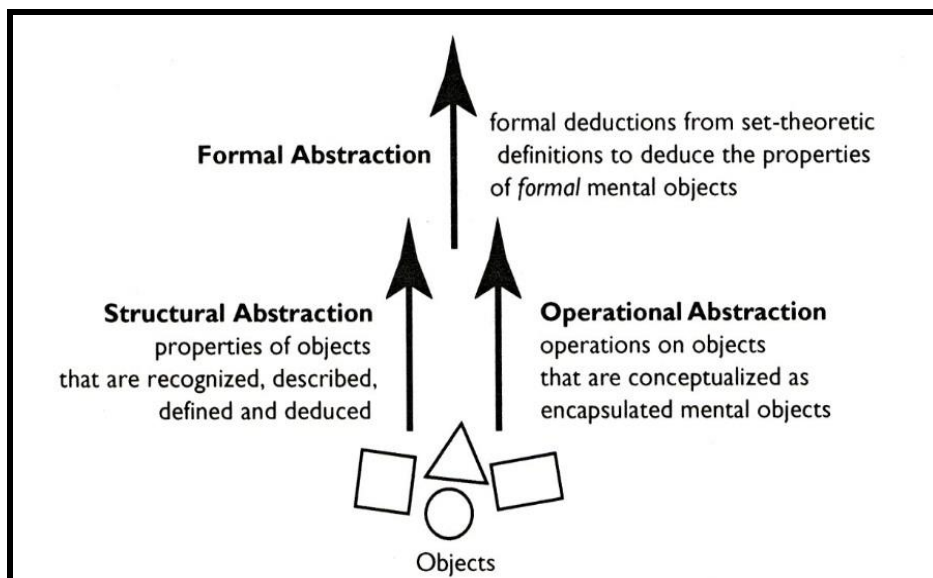 Formal Abstraction
formal deductions from set-theoretic
definitions to deduce the properties
of formal mental objects
Structural Abstraction
properties of objects
that are recognized, described,
defined and deduced
Operational Abstraction
operations on objects
that are conceptualized as
encapsulated mental objects
Objects